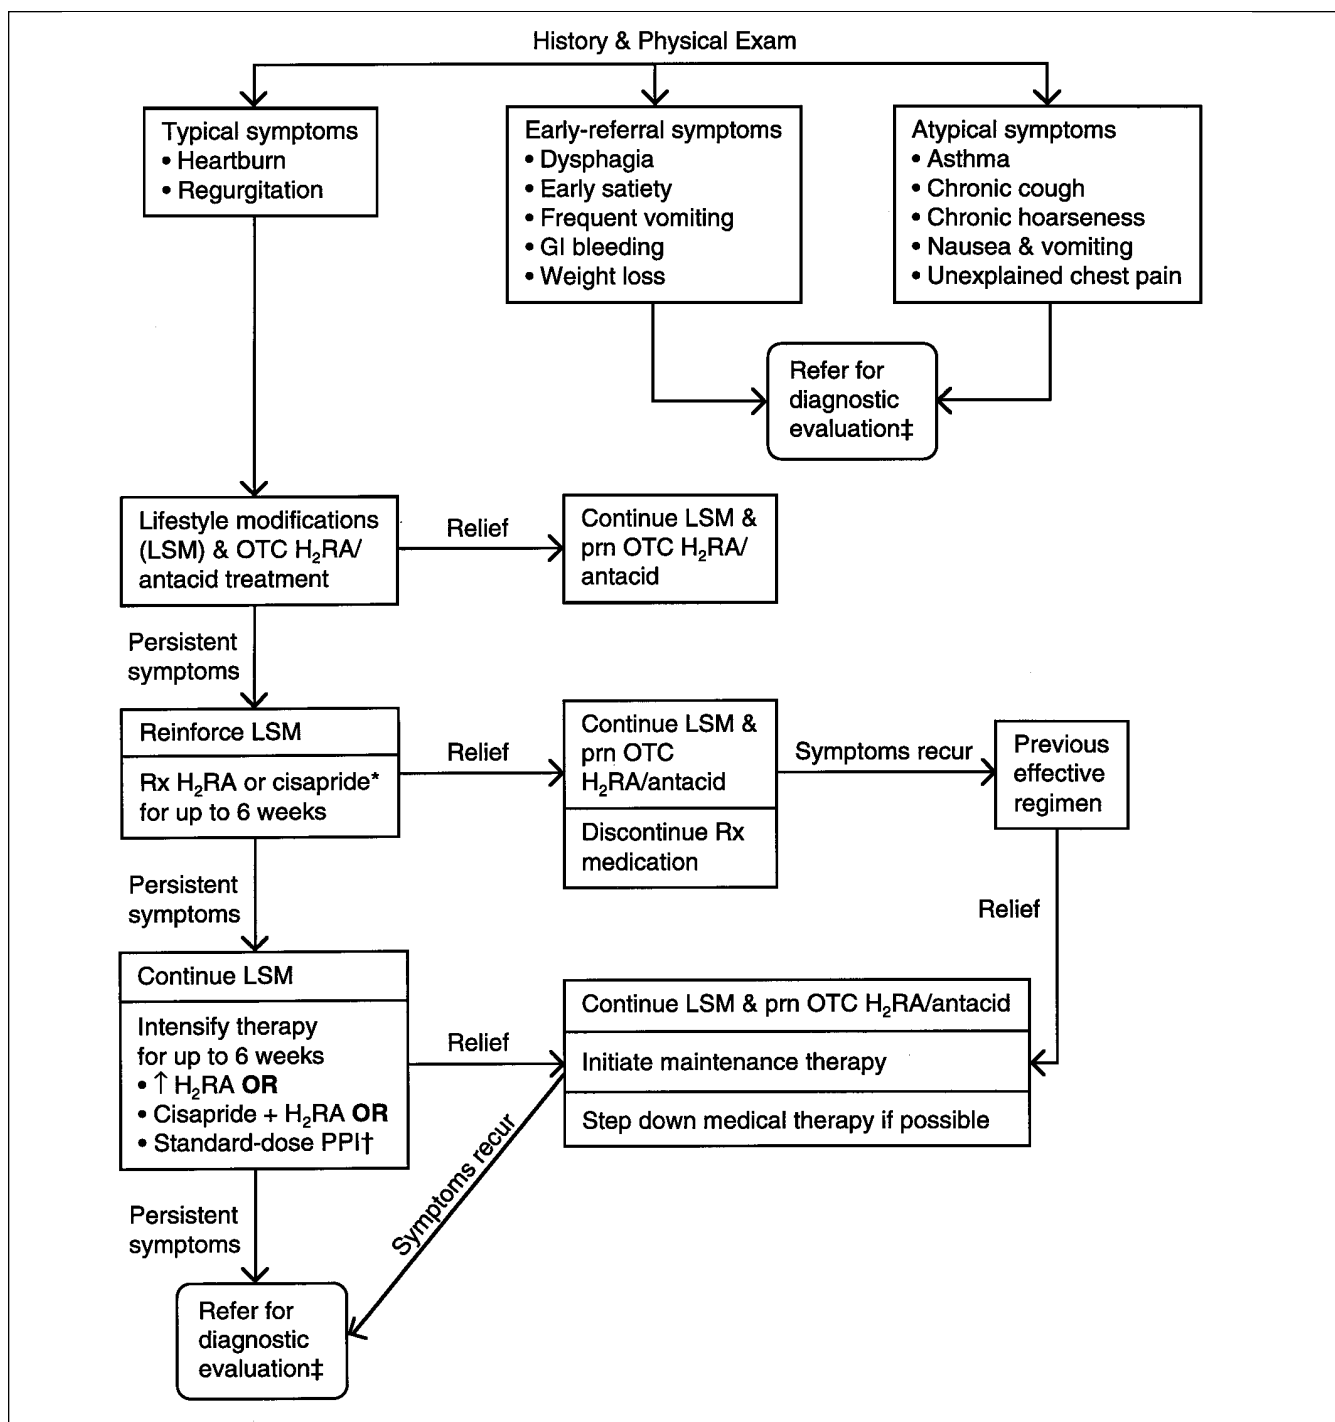 History & Physical Exam
Typical symptoms
• Heartburn
• Regurgitation
Early-referral symptoms
• Dysphagia
• Early satiety
• Frequent vomiting
• GI bleeding
• Weight loss
Atypical symptoms
• Asthma
• Chronic cough
• Chronic hoarseness
• Nausea & vomiting
• Unexplained chest pain
Refer for
diagnostic
evaluation‡
Lifestyle modifications
(LSM) & OTC H₂RA/
antacid treatment
Relief
Continue LSM &
prn OTC H₂RA/
antacid
Persistent
symptoms
Reinforce LSM
Rx H₂RA or cisapride*
for up to 6 weeks
Relief
Continue LSM &
prn OTC
H₂RA/antacid
Discontinue Rx
medication
Symptoms recur
Previous
effective
regimen
Persistent
symptoms
Relief
Continue LSM
Intensify therapy
for up to 6 weeks
• ↑ H₂RA OR
• Cisapride + H₂RA OR
• Standard-dose PPI†
Relief
Continue LSM & prn OTC H₂RA/antacid
Initiate maintenance therapy
Step down medical therapy if possible
Symptoms recur
Persistent
symptoms
Refer for
diagnostic
evaluation‡